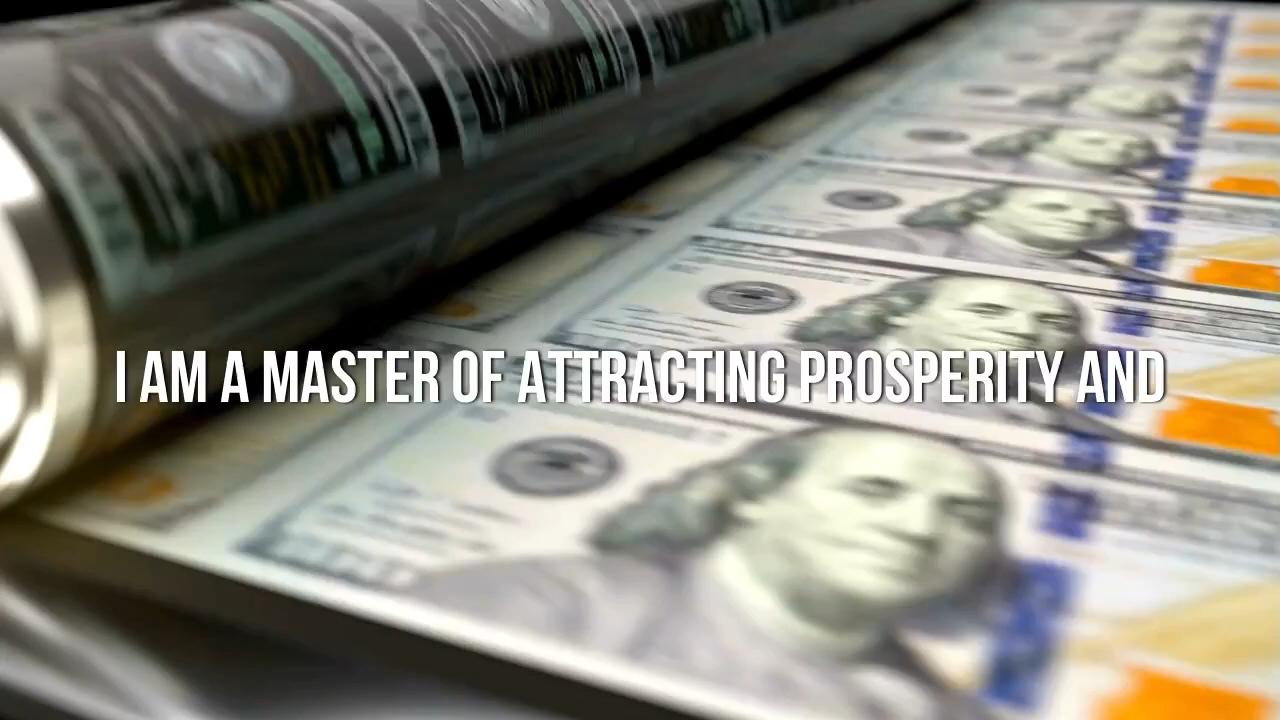 I AM A MASTER OF ATTRACTING PROSPERITY AND